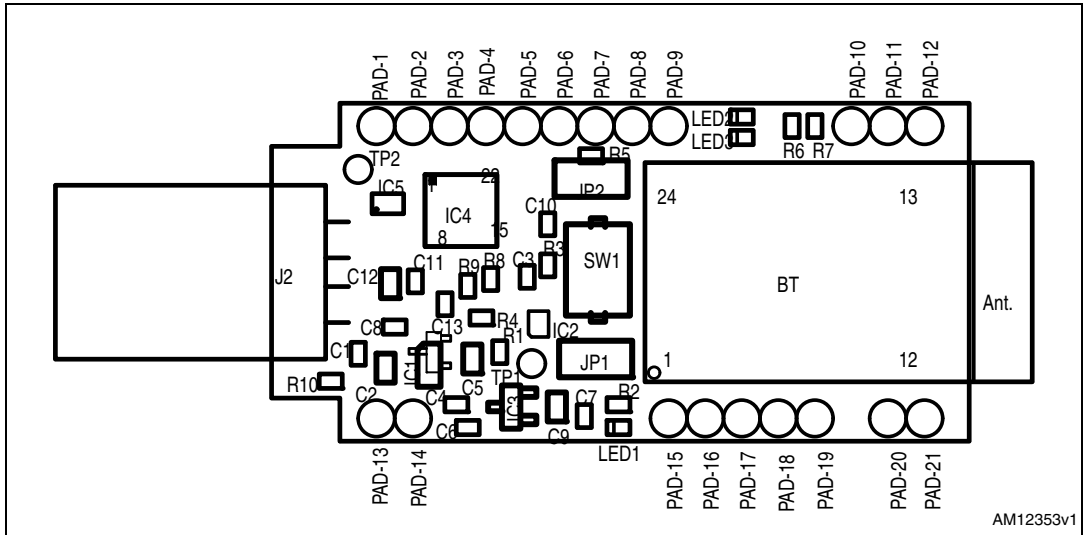 PAD-1
PAD-2
PAD-3
PAD-4
PAD-5
PAD-6
PAD-7
PAD-8
PAD-9
PAD-10
PAD-11
PAD-12
LED2
LED3
R6 R7
TP2
R5
IC5
1
22
JP2
24
13
IC4
C10
8
15
R3
SW1
J2
C12
C11
R9
R8
C3
BT
Ant.
C8
C13
R4
R1
IC2
C1
IC1
JP1
1
12
R10
C2
C4
C5
TP1
IC3
C7
R2
C6
C9
LED1
PAD-13
PAD-14
PAD-15
PAD-16
PAD-17
PAD-18
PAD-19
PAD-20
PAD-21
AM12353v1